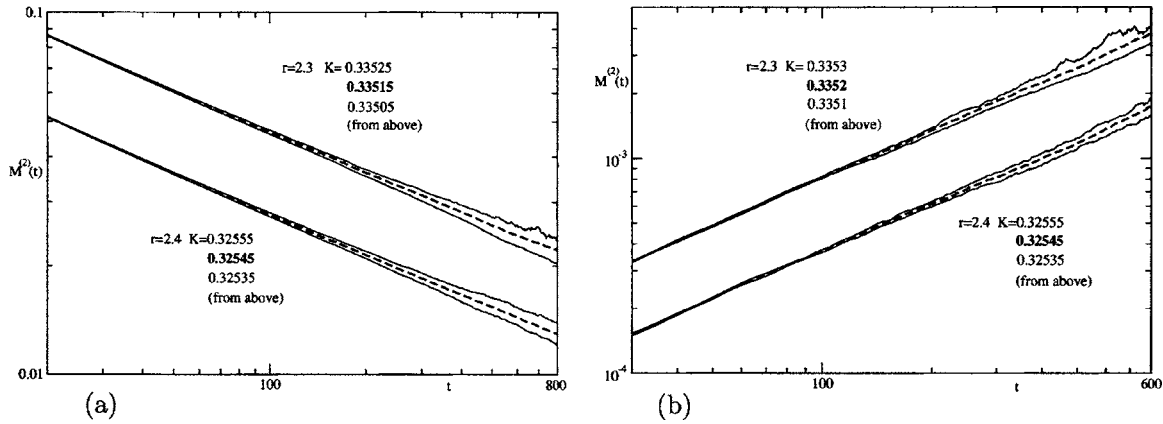 0.1
r=2.3 K= 0.33525
0.33515
0.33505
(from above)
M⁽²⁾(t)
r=2.4 K=0.32555
0.32545
0.32535
(from above)
0.01
100
t
800
(a)
M⁽²⁾(t)
r=2.3 K= 0.3353
0.3352
0.3351
(from above)
10⁻³
r=2.4 K=0.32555
0.32545
0.32535
(from above)
10⁻⁴
100
t
600
(b)